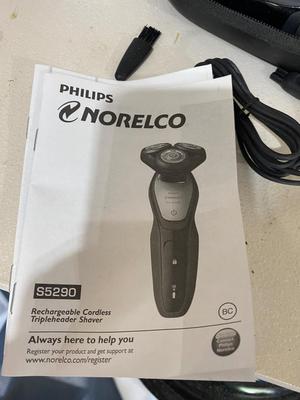 PHILIPS
NORELCO
S5290
Rechargeable Cordless
Tripleheader Shaver
BC
Always here to help you
Register your product and get support at
www.norelco.com/register